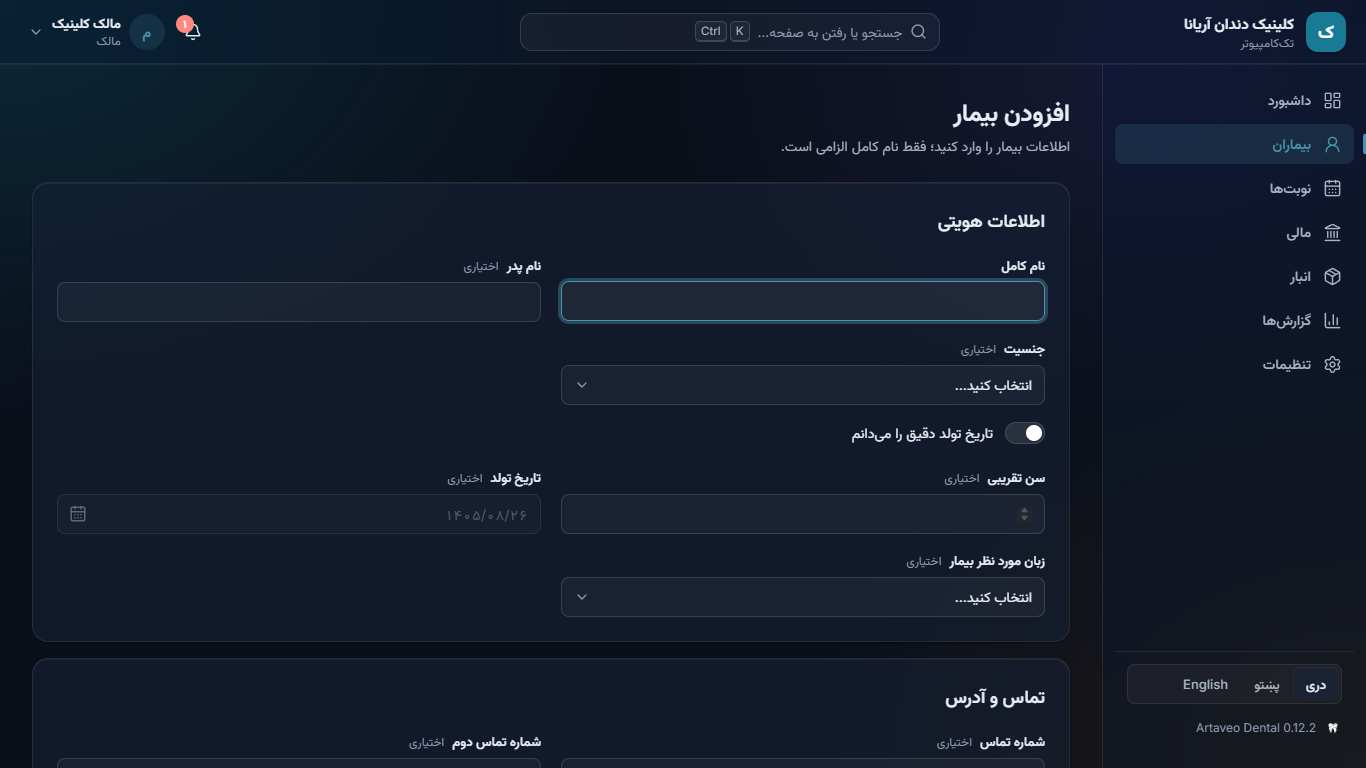 کلینیک دندان آریانا
تک‌کامپیوتر
جستجو یا رفتن به صفحه... K Ctrl
۱
م
مالک کلینیک
مالک
ک
داشبورد
بیماران
نوبت‌ها
مالی
انبار
گزارش‌ها
تنظیمات
دری پښتو English
Artaveo Dental 0.12.2
افزودن بیمار
اطلاعات بیمار را وارد کنید؛ فقط نام کامل الزامی است.
اطلاعات هویتی
نام کامل
نام پدر اختیاری
جنسیت اختیاری
انتخاب کنید...
تاریخ تولد دقیق را می‌دانم
سن تقریبی اختیاری
تاریخ تولد اختیاری
۱۴۰۵/۰۸/۲۶
زبان مورد نظر بیمار اختیاری
انتخاب کنید...
تماس و آدرس
شماره تماس اختیاری
شماره تماس دوم اختیاری